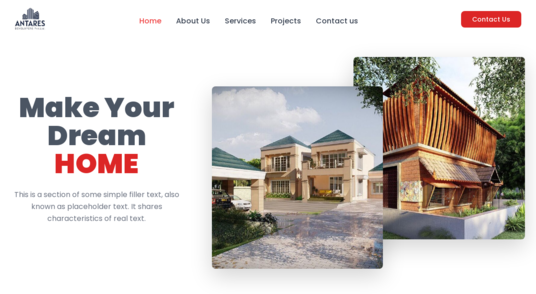 ANTARES
Home
About Us
Services
Projects
Contact us
Contact Us
Make Your
Dream
HOME
This is a section of some simple filler text, also
known as placeholder text. It shares
characteristics of real text.